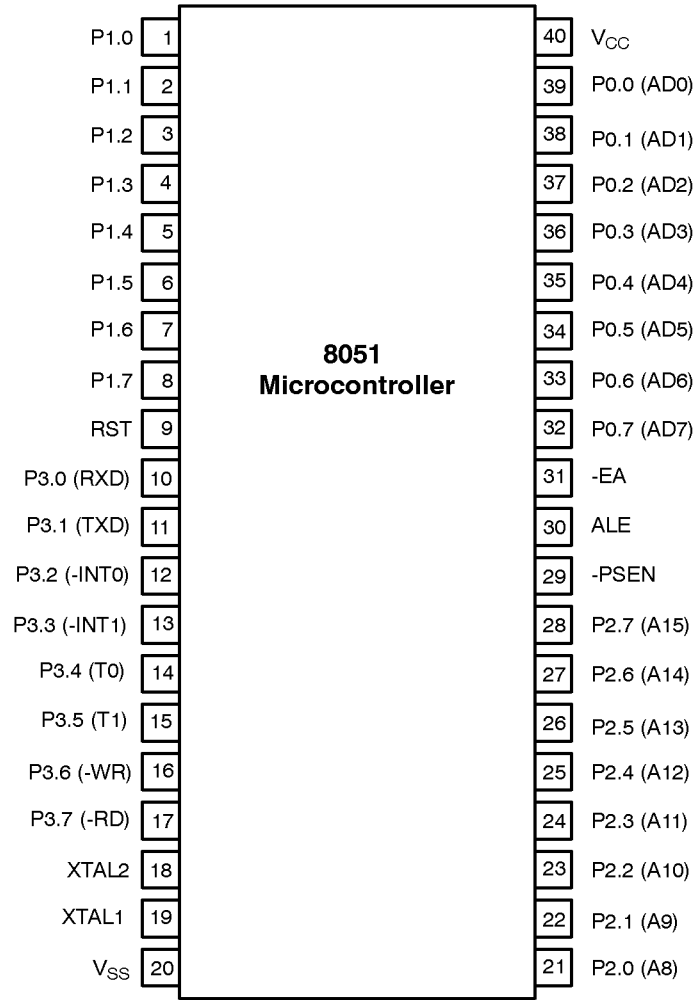 P1.0 1 40 VCC
P1.1 2 39 P0.0 (AD0)
P1.2 3 38 P0.1 (AD1)
P1.3 4 37 P0.2 (AD2)
P1.4 5 36 P0.3 (AD3)
P1.5 6 35 P0.4 (AD4)
P1.6 7 34 P0.5 (AD5)
8051
Microcontroller
P1.7 8 33 P0.6 (AD6)
RST 9 32 P0.7 (AD7)
P3.0 (RXD) 10 31 -EA
P3.1 (TXD) 11 30 ALE
P3.2 (-INT0) 12 29 -PSEN
P3.3 (-INT1) 13 28 P2.7 (A15)
P3.4 (T0) 14 27 P2.6 (A14)
P3.5 (T1) 15 26 P2.5 (A13)
P3.6 (-WR) 16 25 P2.4 (A12)
P3.7 (-RD) 17 24 P2.3 (A11)
XTAL2 18 23 P2.2 (A10)
XTAL1 19 22 P2.1 (A9)
VSS 20 21 P2.0 (A8)